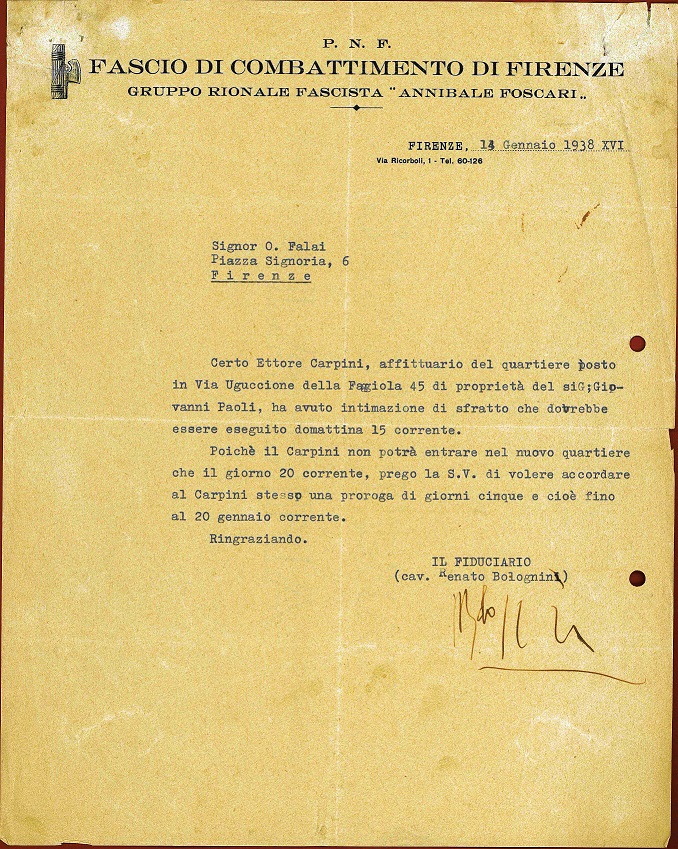 P. N. F.
FASCIO DI COMBATTIMENTO DI FIRENZE
GRUPPO RIONALE FASCISTA "ANNIBALE FOSCARI„
FIRENZE, 14 Gennaio 1938 XVI
Via Ricorboli, 1 - Tel. 60-126
Signor O. Falai
Piazza Signoria, 6
Firenze
Certo Ettore Carpini, affittuario del quartiere posto
in Via Uguccione della Fagiola 45 di proprietà del siG;Gio-
vanni Paoli, ha avuto intimazione di sfratto che dovrebbe
essere eseguito domattina 15 corrente.
Poichè il Carpini non potrà entrare nel nuovo quartiere
che il giorno 20 corrente, prego la S.V. di volere accordare
al Carpini stesso una proroga di giorni cinque e cioè fino
al 20 gennaio corrente.
Ringraziando.
IL FIDUCIARIO
(cav. Renato Bolognini)